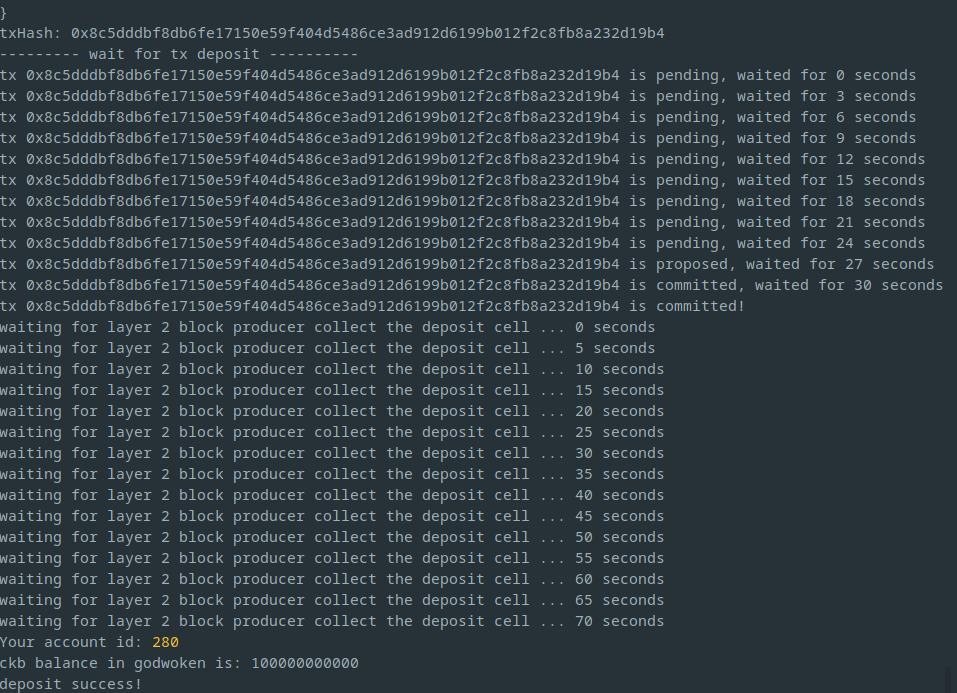 }
txHash: 0x8c5dddbf8db6fe17150e59f404d5486ce3ad912d6199b012f2c8fb8a232d19b4
--------- wait for tx deposit ----------
tx 0x8c5dddbf8db6fe17150e59f404d5486ce3ad912d6199b012f2c8fb8a232d19b4 is pending, waited for 0 seconds
tx 0x8c5dddbf8db6fe17150e59f404d5486ce3ad912d6199b012f2c8fb8a232d19b4 is pending, waited for 3 seconds
tx 0x8c5dddbf8db6fe17150e59f404d5486ce3ad912d6199b012f2c8fb8a232d19b4 is pending, waited for 6 seconds
tx 0x8c5dddbf8db6fe17150e59f404d5486ce3ad912d6199b012f2c8fb8a232d19b4 is pending, waited for 9 seconds
tx 0x8c5dddbf8db6fe17150e59f404d5486ce3ad912d6199b012f2c8fb8a232d19b4 is pending, waited for 12 seconds
tx 0x8c5dddbf8db6fe17150e59f404d5486ce3ad912d6199b012f2c8fb8a232d19b4 is pending, waited for 15 seconds
tx 0x8c5dddbf8db6fe17150e59f404d5486ce3ad912d6199b012f2c8fb8a232d19b4 is pending, waited for 18 seconds
tx 0x8c5dddbf8db6fe17150e59f404d5486ce3ad912d6199b012f2c8fb8a232d19b4 is pending, waited for 21 seconds
tx 0x8c5dddbf8db6fe17150e59f404d5486ce3ad912d6199b012f2c8fb8a232d19b4 is pending, waited for 24 seconds
tx 0x8c5dddbf8db6fe17150e59f404d5486ce3ad912d6199b012f2c8fb8a232d19b4 is proposed, waited for 27 seconds
tx 0x8c5dddbf8db6fe17150e59f404d5486ce3ad912d6199b012f2c8fb8a232d19b4 is committed, waited for 30 seconds
tx 0x8c5dddbf8db6fe17150e59f404d5486ce3ad912d6199b012f2c8fb8a232d19b4 is committed!
waiting for layer 2 block producer collect the deposit cell ... 0 seconds
waiting for layer 2 block producer collect the deposit cell ... 5 seconds
waiting for layer 2 block producer collect the deposit cell ... 10 seconds
waiting for layer 2 block producer collect the deposit cell ... 15 seconds
waiting for layer 2 block producer collect the deposit cell ... 20 seconds
waiting for layer 2 block producer collect the deposit cell ... 25 seconds
waiting for layer 2 block producer collect the deposit cell ... 30 seconds
waiting for layer 2 block producer collect the deposit cell ... 35 seconds
waiting for layer 2 block producer collect the deposit cell ... 40 seconds
waiting for layer 2 block producer collect the deposit cell ... 45 seconds
waiting for layer 2 block producer collect the deposit cell ... 50 seconds
waiting for layer 2 block producer collect the deposit cell ... 55 seconds
waiting for layer 2 block producer collect the deposit cell ... 60 seconds
waiting for layer 2 block producer collect the deposit cell ... 65 seconds
waiting for layer 2 block producer collect the deposit cell ... 70 seconds
Your account id: 280
ckb balance in godwoken is: 100000000000
deposit success!